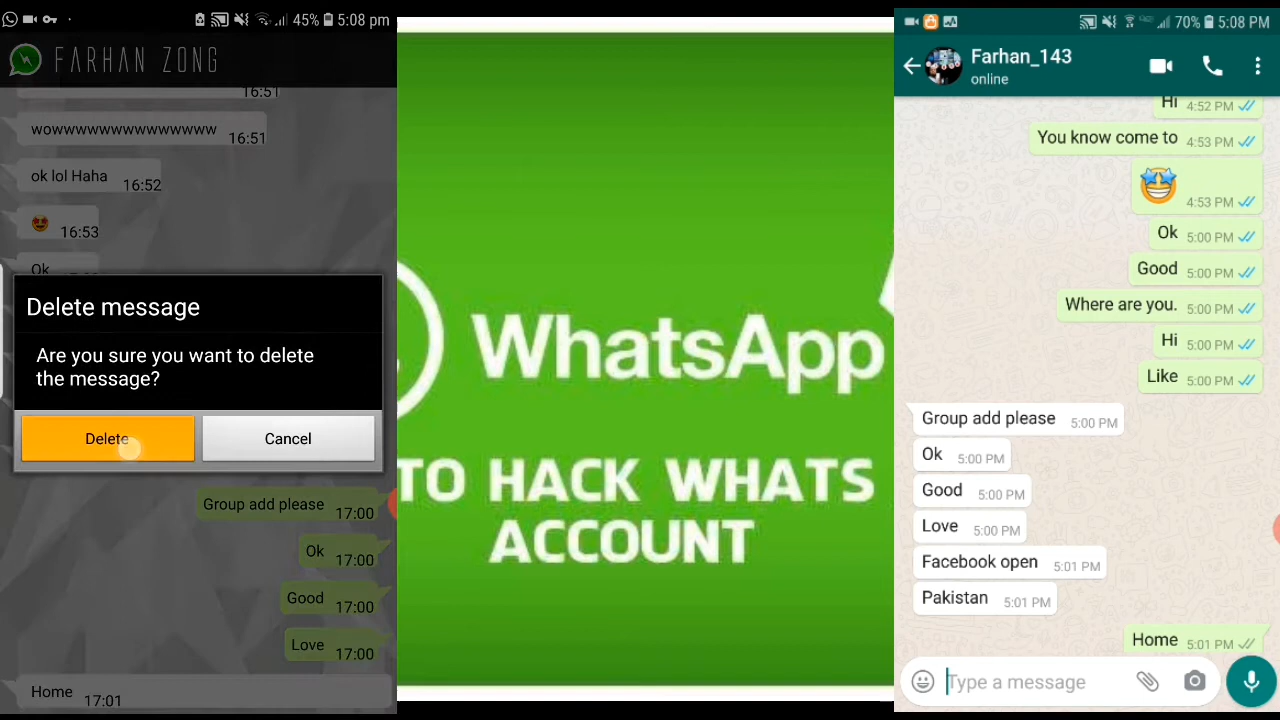 45% 5:08 pm
FARHAN ZONG
16:51
wowwwwwwwwwwwwwww 16:51
ok lol Haha 16:52
16:53
Ok
Delete message
Are you sure you want to delete
the message?
Delete Cancel
Group add please 17:00
Ok 17:00
Good 17:00
Love 17:00
Home 17:01
WhatsApp
TO HACK WHATS
ACCOUNT
70% 5:08 PM
Farhan_143
online
Hi 4:52 PM
You know come to 4:53 PM
4:53 PM
Ok 5:00 PM
Good 5:00 PM
Where are you. 5:00 PM
Hi 5:00 PM
Like 5:00 PM
Group add please 5:00 PM
Ok 5:00 PM
Good 5:00 PM
Love 5:00 PM
Facebook open 5:01 PM
Pakistan 5:01 PM
Home 5:01 PM
Type a message